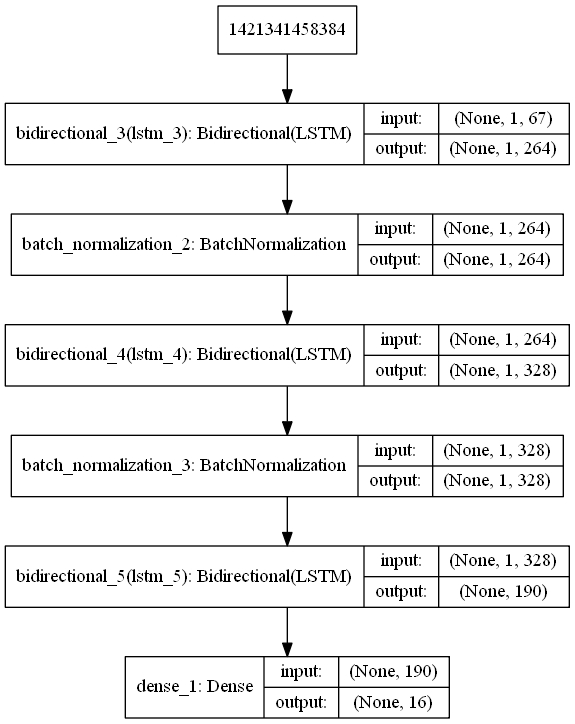 1421341458384
bidirectional_3(lstm_3): Bidirectional(LSTM)
input: (None, 1, 67)
output: (None, 1, 264)
batch_normalization_2: BatchNormalization
input: (None, 1, 264)
output: (None, 1, 264)
bidirectional_4(lstm_4): Bidirectional(LSTM)
input: (None, 1, 264)
output: (None, 1, 328)
batch_normalization_3: BatchNormalization
input: (None, 1, 328)
output: (None, 1, 328)
bidirectional_5(lstm_5): Bidirectional(LSTM)
input: (None, 1, 328)
output: (None, 190)
dense_1: Dense
input: (None, 190)
output: (None, 16)